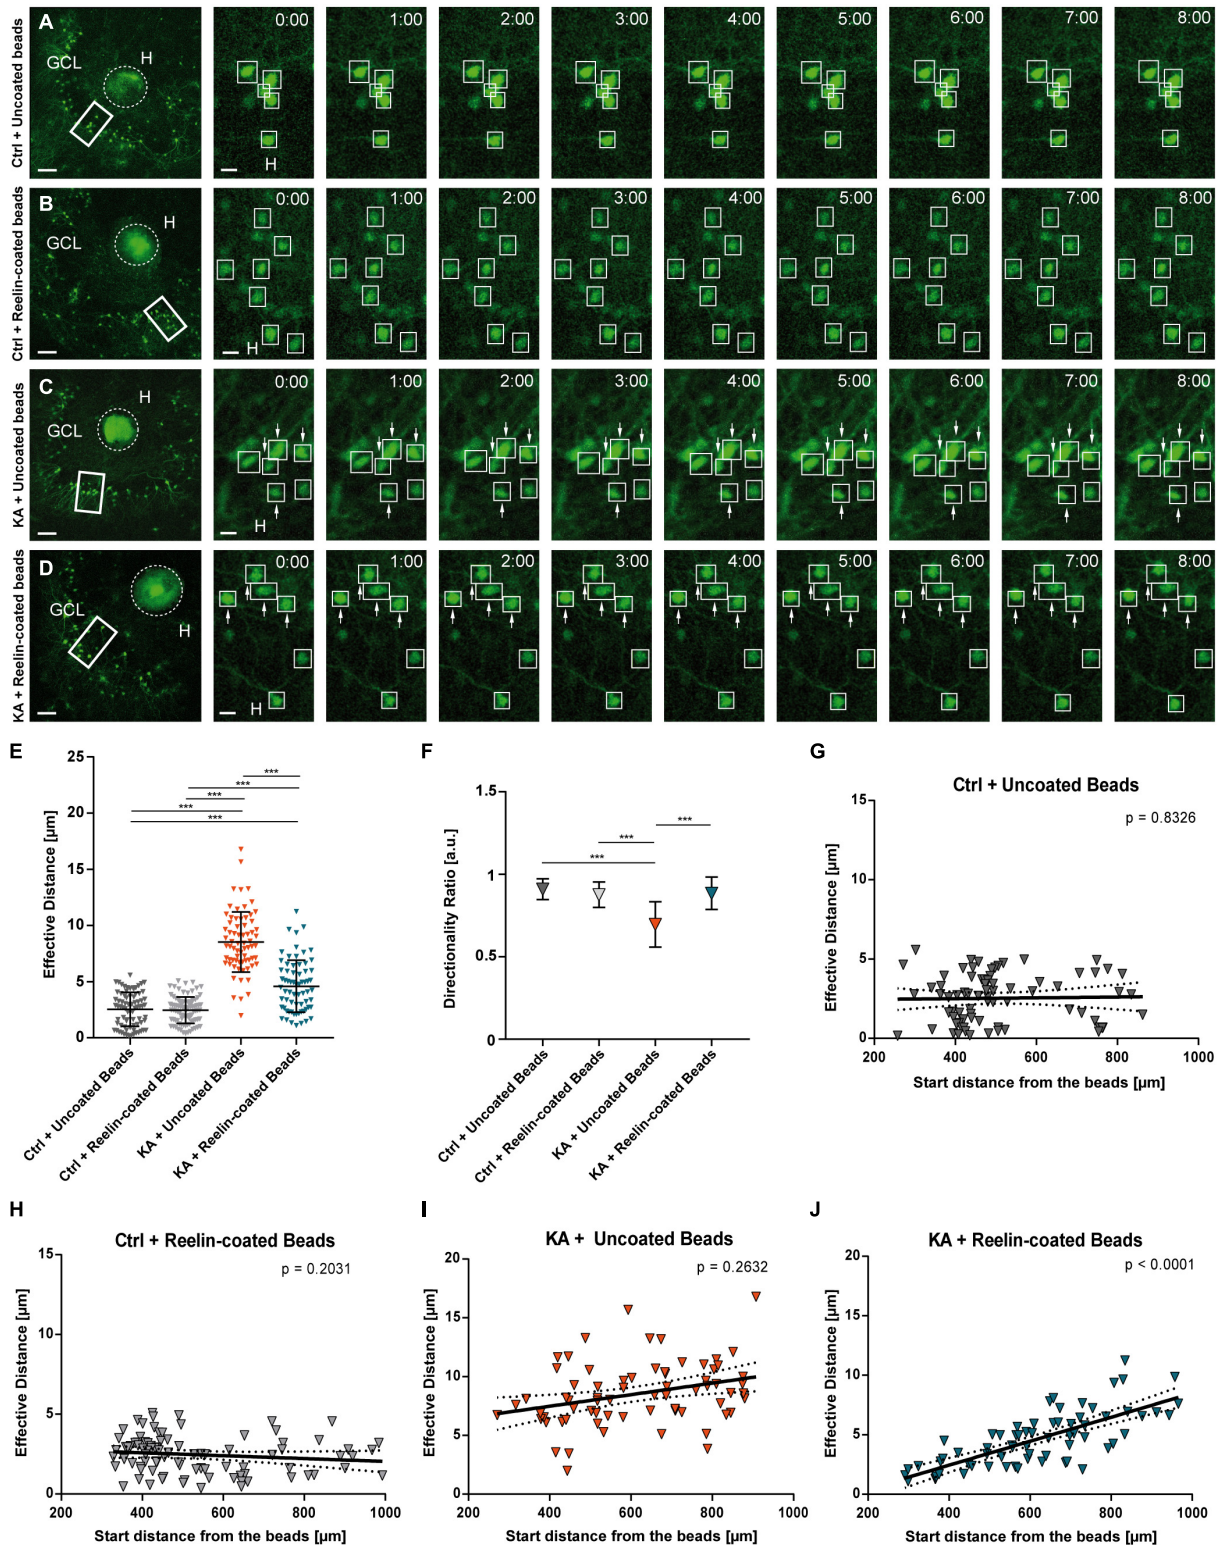 Ctrl + Uncoated beads
A
GCL
H
0:00
1:00
2:00
3:00
4:00
5:00
6:00
7:00
8:00
H
Ctrl + Reelin-coated beads
B
GCL
H
0:00
1:00
2:00
3:00
4:00
5:00
6:00
7:00
8:00
H
KA + Uncoated beads
C
GCL
H
0:00
1:00
2:00
3:00
4:00
5:00
6:00
7:00
8:00
H
KA + Reelin-coated beads
D
GCL
H
0:00
1:00
2:00
3:00
4:00
5:00
6:00
7:00
8:00
H
E
Effective Distance [µm]
25
20
15
10
5
0
***
***
***
***
***
Ctrl + Uncoated Beads
Ctrl + Reelin-coated Beads
KA + Uncoated Beads
KA + Reelin-coated Beads
F
Directionality Ratio [a.u.]
1.5
1
0.5
0
***
***
***
Ctrl + Uncoated Beads
Ctrl + Reelin-coated Beads
KA + Uncoated Beads
KA + Reelin-coated Beads
G
Ctrl + Uncoated Beads
p = 0.8326
Effective Distance [µm]
15
10
5
0
200
400
600
800
1000
Start distance from the beads [µm]
H
Ctrl + Reelin-coated Beads
p = 0.2031
Effective Distance [µm]
15
10
5
0
200
400
600
800
1000
Start distance from the beads [µm]
I
KA + Uncoated Beads
p = 0.2632
Effective Distance [µm]
20
15
10
5
0
200
400
600
800
1000
Start distance from the beads [µm]
J
KA + Reelin-coated Beads
p < 0.0001
Effective Distance [µm]
20
15
10
5
0
200
400
600
800
1000
Start distance from the beads [µm]